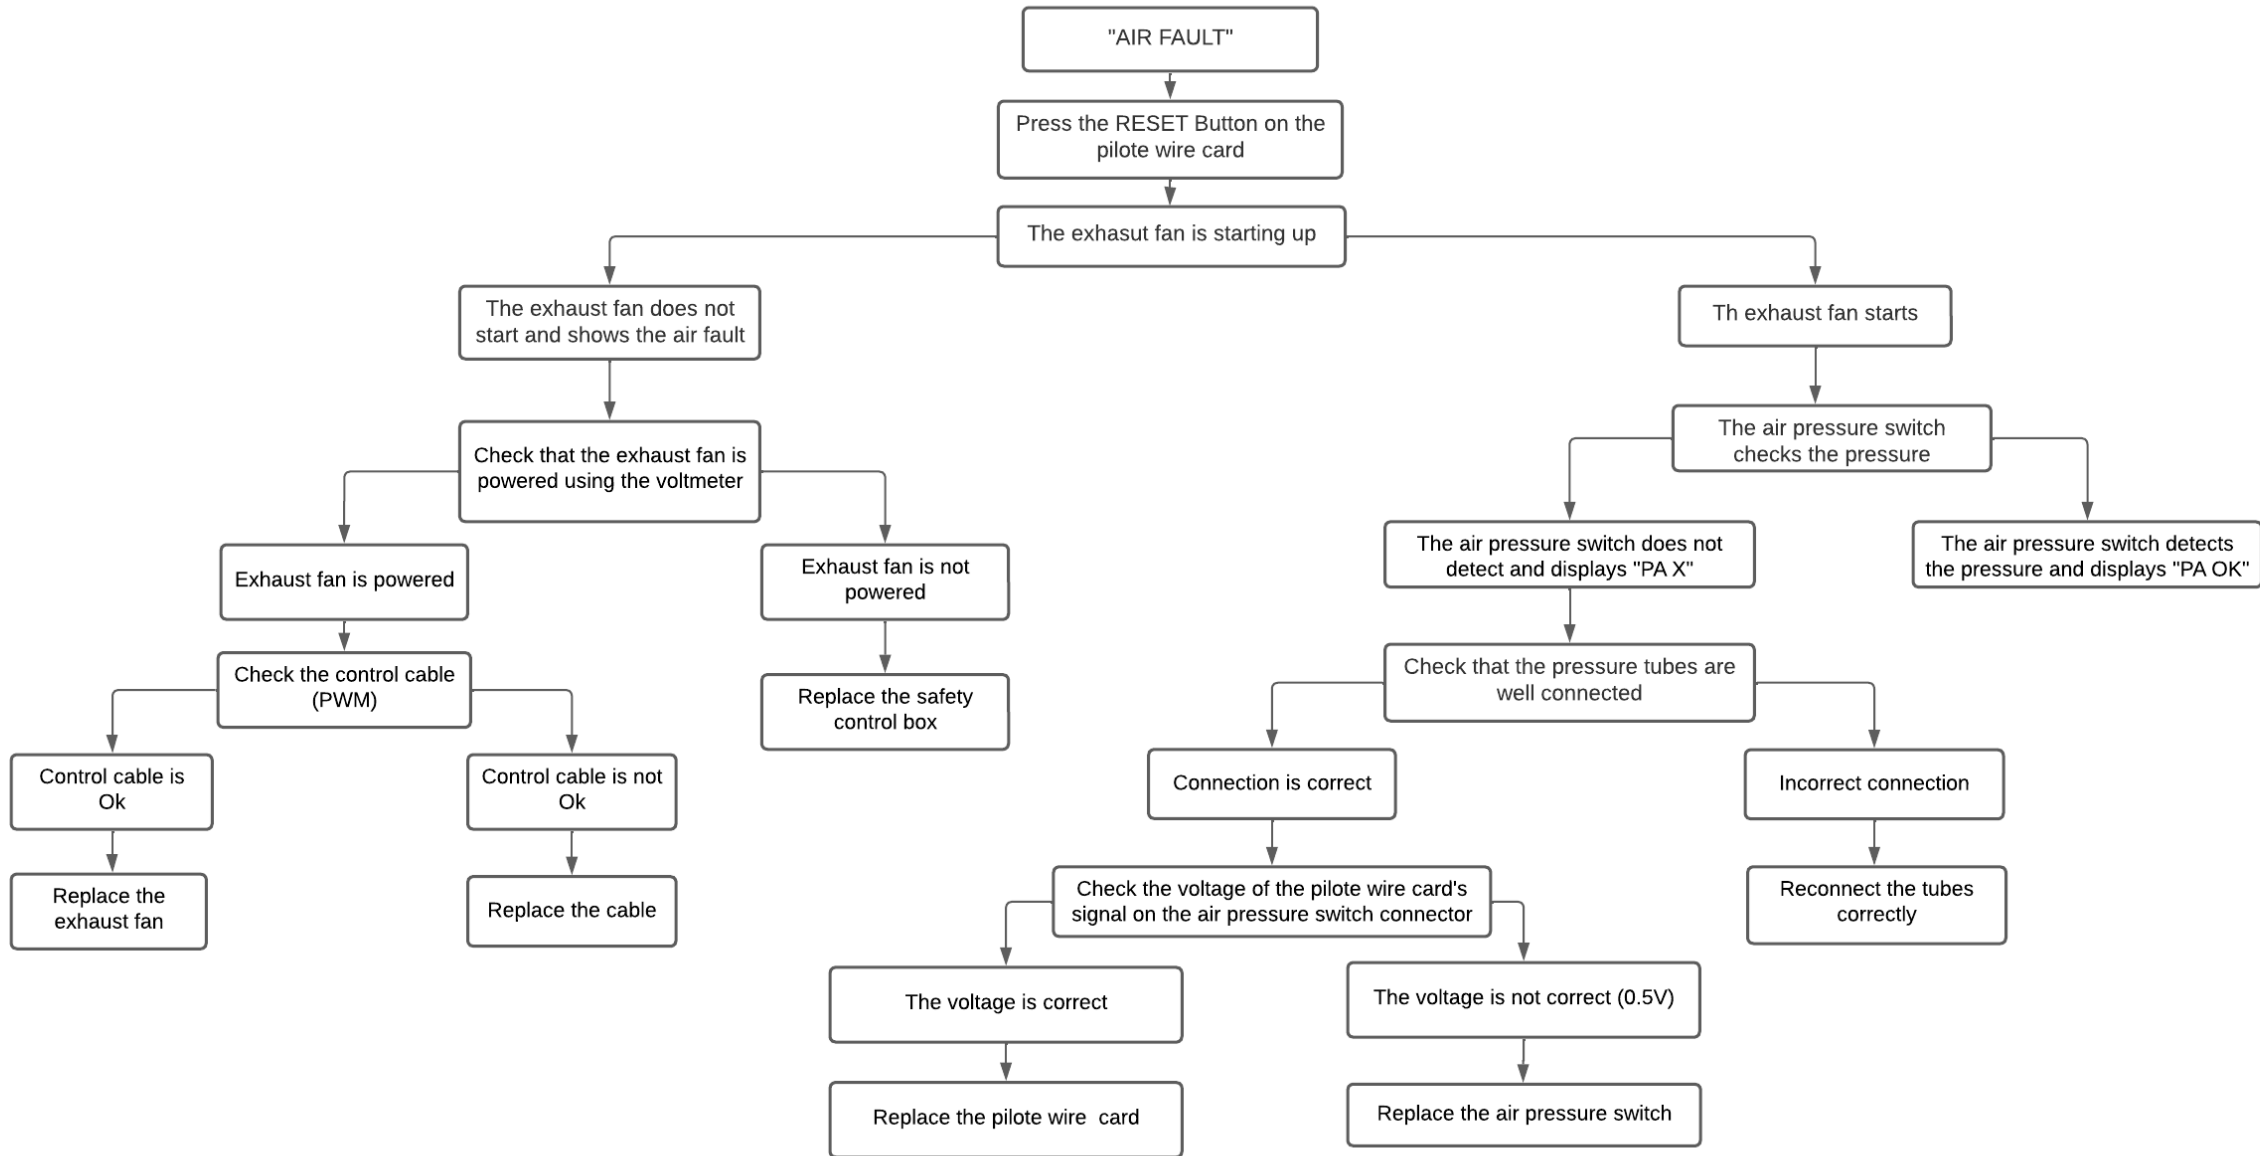 "AIR FAULT"
Press the RESET Button on the
pilote wire card
The exhasut fan is starting up
The exhaust fan does not
start and shows the air fault
Th exhaust fan starts
Check that the exhaust fan is
powered using the voltmeter
The air pressure switch
checks the pressure
Exhaust fan is powered
Exhaust fan is not
powered
The air pressure switch does not
detect and displays "PA X"
The air pressure switch detects
the pressure and displays "PA OK"
Check the control cable
(PWM)
Replace the safety
control box
Check that the pressure tubes are
well connected
Control cable is
Ok
Control cable is not
Ok
Connection is correct
Incorrect connection
Replace the
exhaust fan
Replace the cable
Check the voltage of the pilote wire card's
signal on the air pressure switch connector
Reconnect the tubes
correctly
The voltage is correct
The voltage is not correct (0.5V)
Replace the pilote wire  card
Replace the air pressure switch